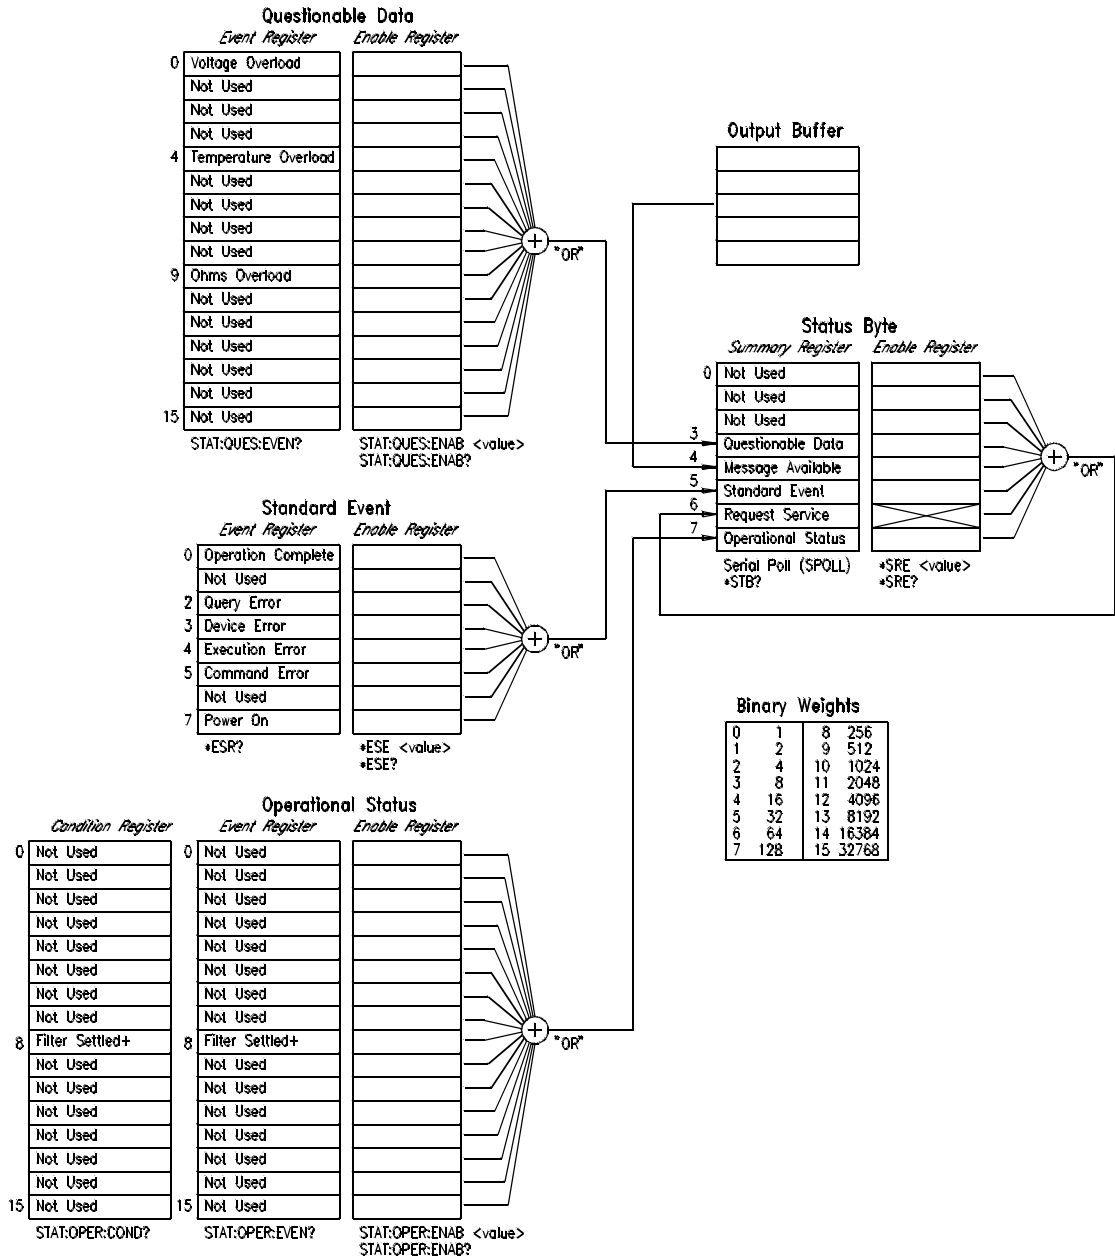 Questionable Data
Event Register Enable Register
0 Voltage Overload
Not Used
Not Used
Not Used
4 Temperature Overload
Not Used
Not Used
Not Used
Not Used
9 Ohms Overload
Not Used
Not Used
Not Used
Not Used
Not Used
15 Not Used
"OR"
STAT:QUES:EVEN? STAT:QUES:ENAB <value>
STAT:QUES:ENAB?
Output Buffer
Status Byte
Summary Register Enable Register
0 Not Used
Not Used
Not Used
3 Questionable Data
4 Message Available
5 Standard Event
6 Request Service
7 Operational Status
"OR"
Serial Poll (SPOLL) *SRE <value>
*STB? *SRE?
Standard Event
Event Register Enable Register
0 Operation Complete
Not Used
2 Query Error
3 Device Error
4 Execution Error
5 Command Error
Not Used
7 Power On
"OR"
*ESR? *ESE <value>
*ESE?
Binary Weights
0 1 8 256
1 2 9 512
2 4 10 1024
3 8 11 2048
4 16 12 4096
5 32 13 8192
6 64 14 16384
7 128 15 32768
Operational Status
Condition Register Event Register Enable Register
0 Not Used 0 Not Used
Not Used Not Used
Not Used Not Used
Not Used Not Used
Not Used Not Used
Not Used Not Used
Not Used Not Used
Not Used Not Used
8 Filter Settled+ 8 Filter Settled+
Not Used Not Used
Not Used Not Used
Not Used Not Used
Not Used Not Used
Not Used Not Used
Not Used Not Used
15 Not Used 15 Not Used
"OR"
STAT:OPER:COND? STAT:OPER:EVEN? STAT:OPER:ENAB <value>
STAT:OPER:ENAB?